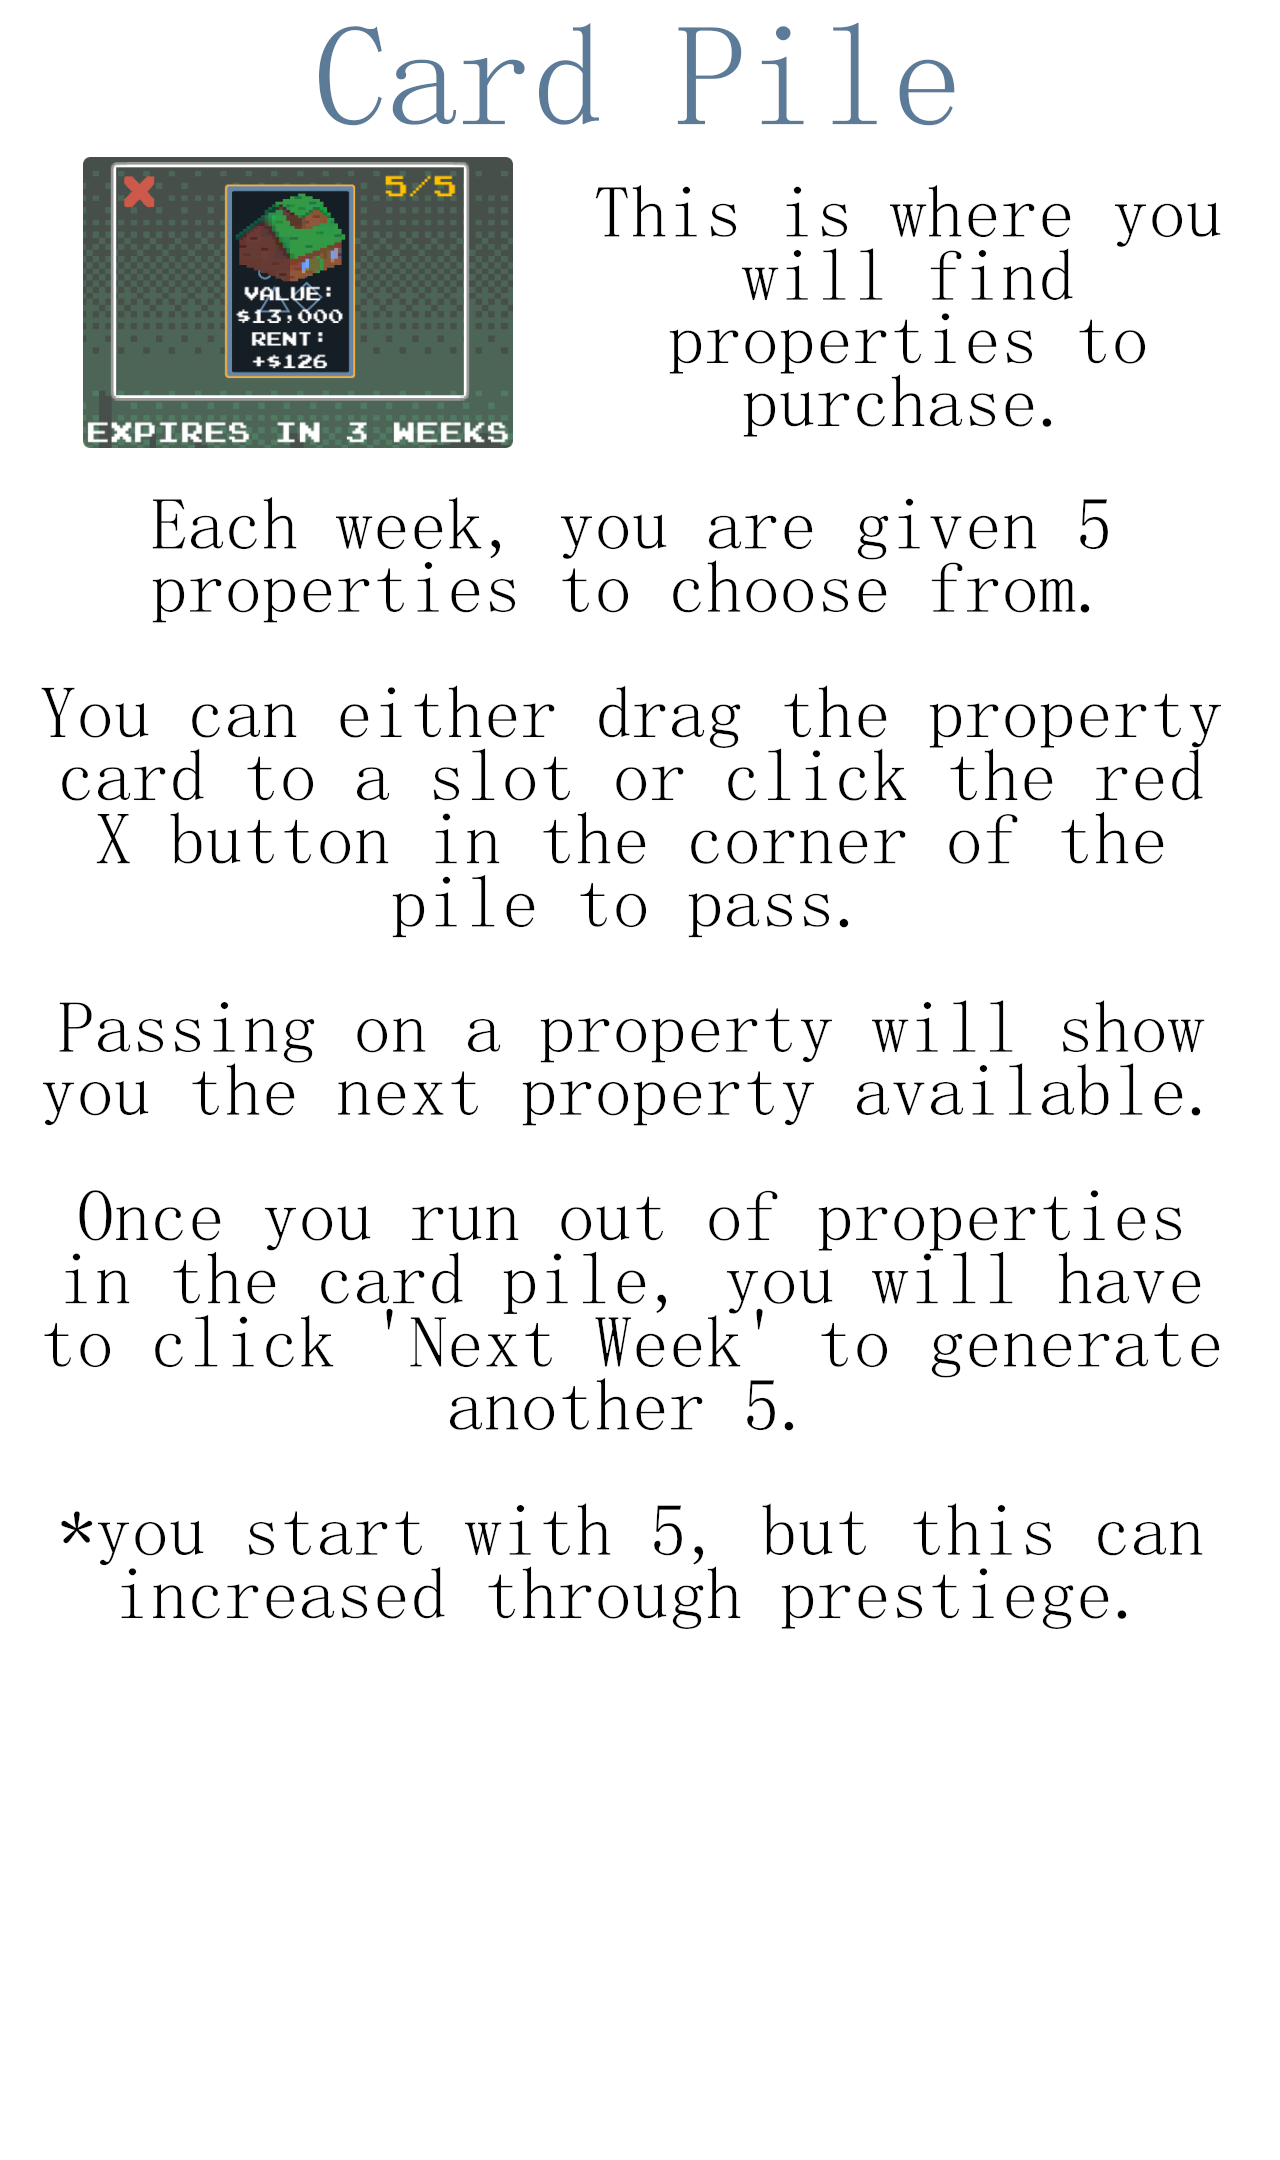 Card Pile
5/5
VALUE:
$13,000
RENT:
+$126
EXPIRES IN 3 WEEKS
This is where you
will find
properties to
purchase.
Each week, you are given 5
properties to choose from.
You can either drag the property
card to a slot or click the red
X button in the corner of the
pile to pass.
Passing on a property will show
you the next property available.
Once you run out of properties
in the card pile, you will have
to click 'Next Week' to generate
another 5.
*you start with 5, but this can
increased through prestiege.